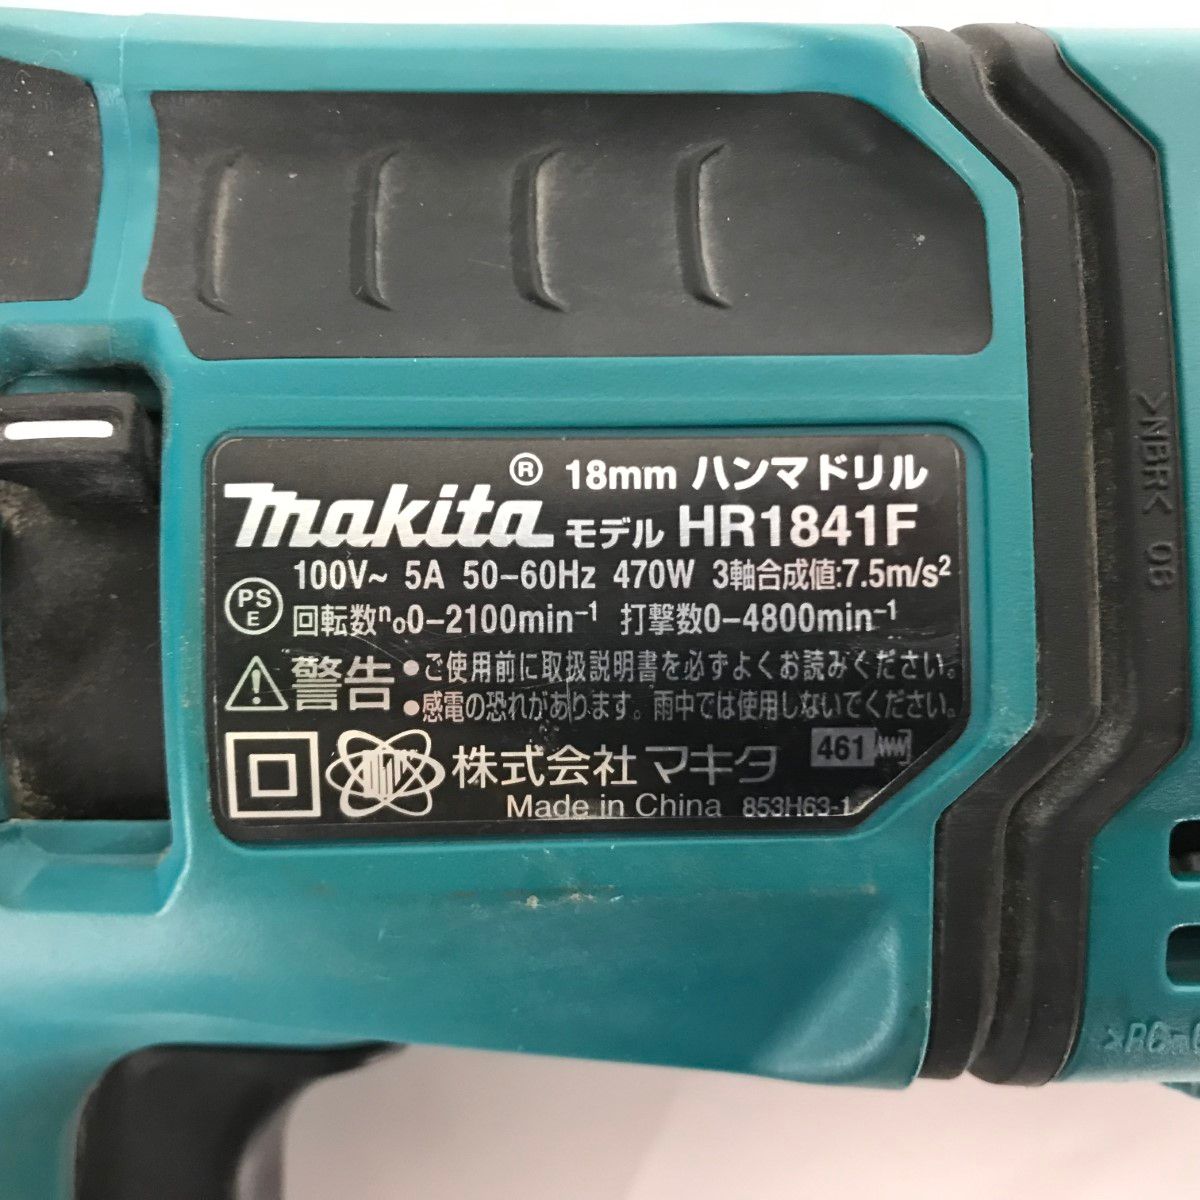 makita®
18mm ハンマドリル
モデル HR1841F
100V~ 5A 50-60Hz 470W 3軸合成値:7.5m/s²
PS
E
回転数n₀0-2100min⁻¹ 打撃数0-4800min⁻¹
警告
●ご使用前に取扱説明書を必ずよくお読みください。
●感電の恐れがあります。雨中では使用しないでください。
株式会社マキタ
461
Made in China 853H63-1
>NBR< 08